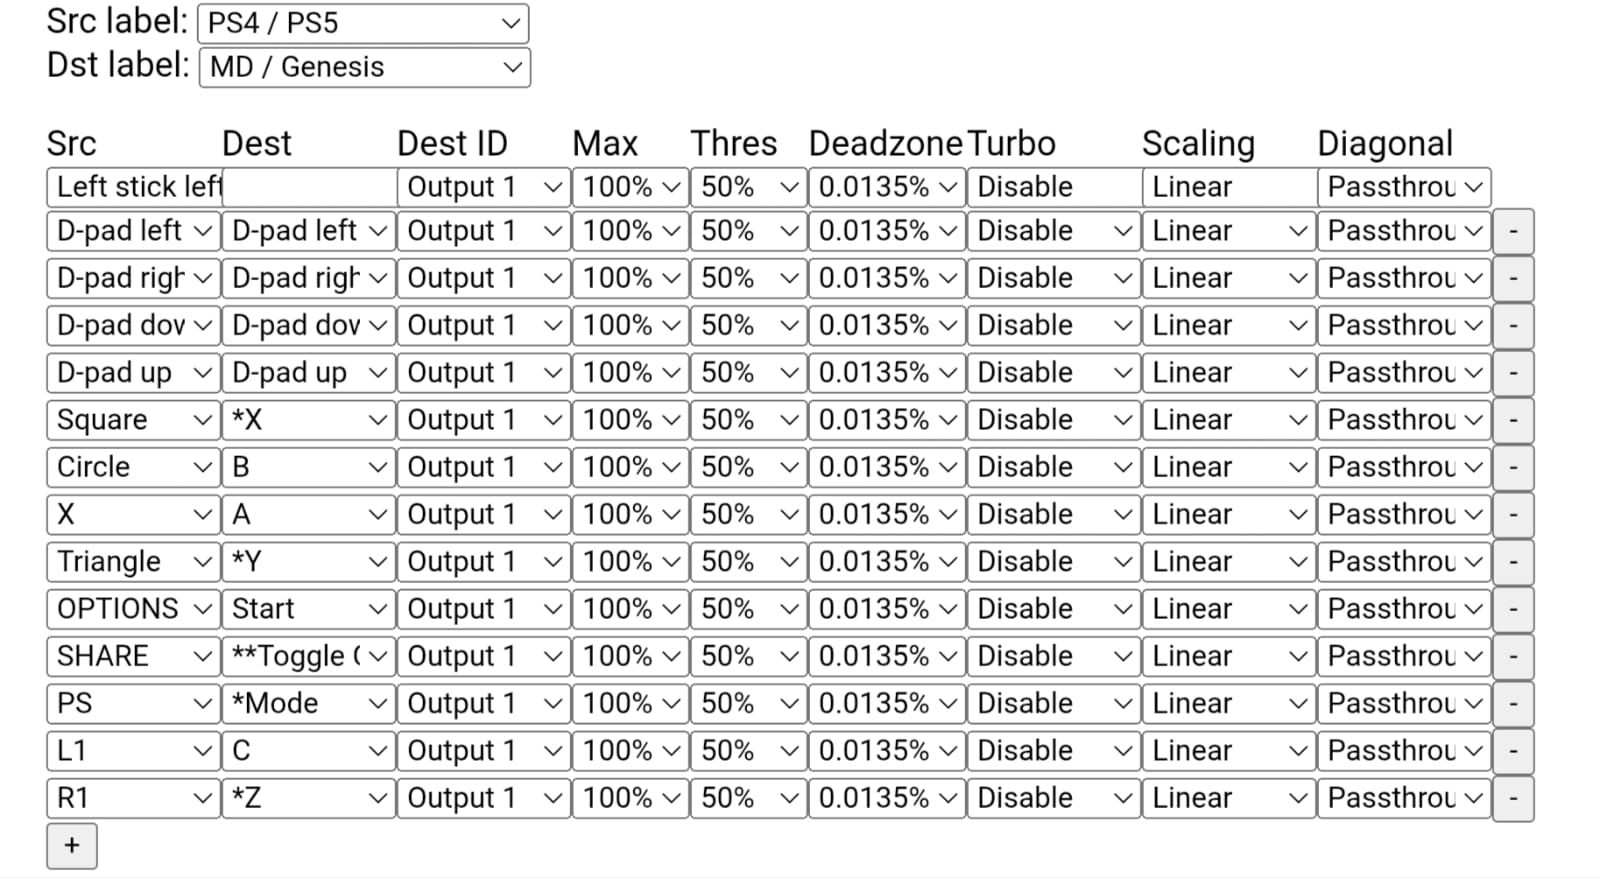 Src label: PS4 / PS5
Dst label: MD / Genesis
Src Dest Dest ID Max Thres Deadzone Turbo Scaling Diagonal
Left stick left Output 1 100% 50% 0.0135% Disable Linear Passthrou
D-pad left D-pad left Output 1 100% 50% 0.0135% Disable Linear Passthrou -
D-pad righ D-pad righ Output 1 100% 50% 0.0135% Disable Linear Passthrou -
D-pad dov D-pad dov Output 1 100% 50% 0.0135% Disable Linear Passthrou -
D-pad up D-pad up Output 1 100% 50% 0.0135% Disable Linear Passthrou -
Square *X Output 1 100% 50% 0.0135% Disable Linear Passthrou -
Circle B Output 1 100% 50% 0.0135% Disable Linear Passthrou -
X A Output 1 100% 50% 0.0135% Disable Linear Passthrou -
Triangle *Y Output 1 100% 50% 0.0135% Disable Linear Passthrou -
OPTIONS Start Output 1 100% 50% 0.0135% Disable Linear Passthrou -
SHARE **Toggle ( Output 1 100% 50% 0.0135% Disable Linear Passthrou -
PS *Mode Output 1 100% 50% 0.0135% Disable Linear Passthrou -
L1 C Output 1 100% 50% 0.0135% Disable Linear Passthrou -
R1 *Z Output 1 100% 50% 0.0135% Disable Linear Passthrou -
+